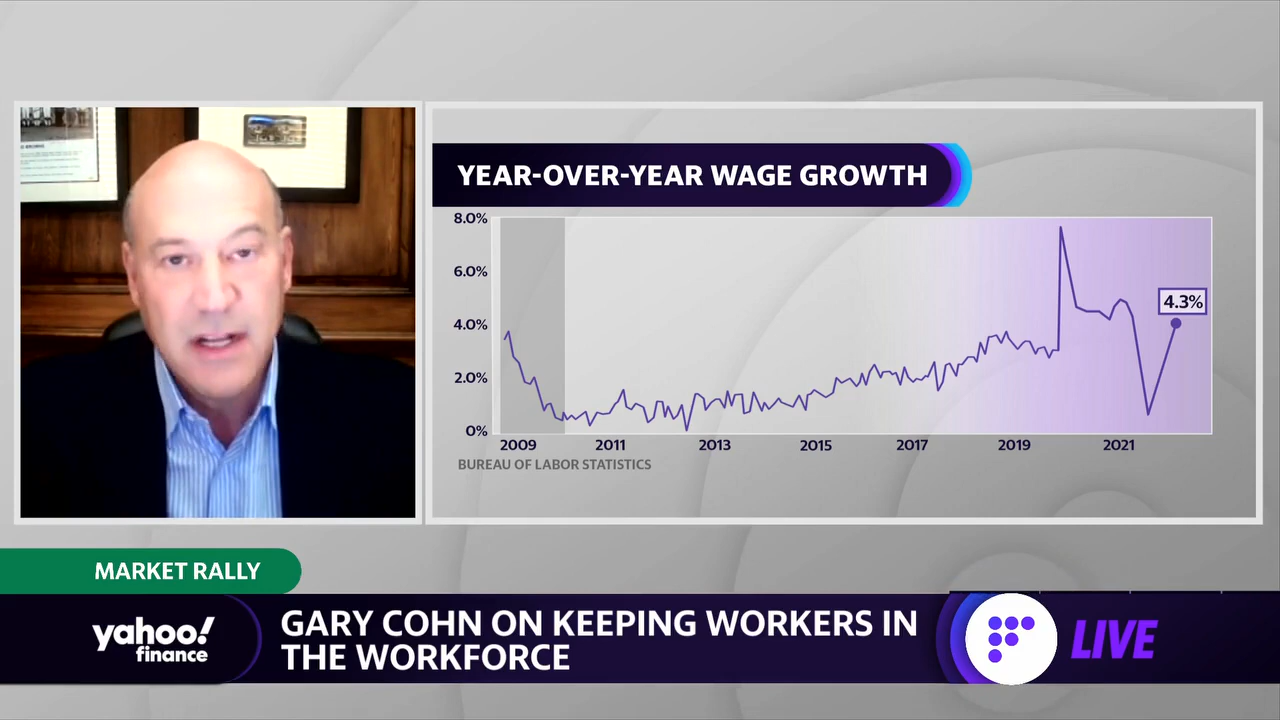 YEAR-OVER-YEAR WAGE GROWTH
8.0%
6.0%
4.3%
4.0%
2.0%
0%
2009 2011 2013 2015 2017 2019 2021
BUREAU OF LABOR STATISTICS
MARKET RALLY
yahoo!
finance
GARY COHN ON KEEPING WORKERS IN
THE WORKFORCE
LIVE